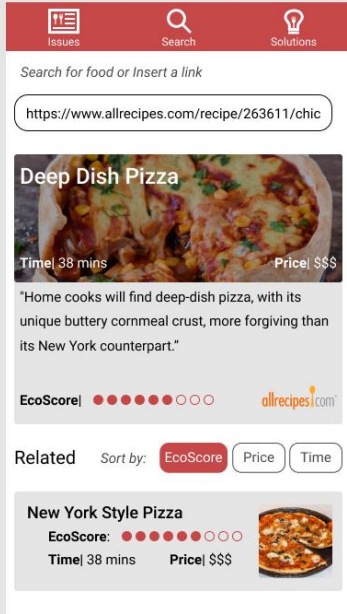 Issues
Search
Solutions
Search for food or Insert a link
https://www.allrecipes.com/recipe/263611/chic
Deep Dish Pizza
Time| 38 mins
Price| $$$
"Home cooks will find deep-dish pizza, with its
unique buttery cornmeal crust, more forgiving than
its New York counterpart.”
EcoScore|
allrecipes.com
Related
Sort by:
EcoScore
Price
Time
New York Style Pizza
EcoScore:
Time| 38 mins
Price| $$$